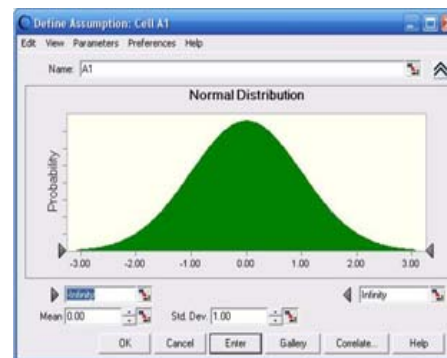 Define Assumption: Cell A1
Edit View Parameters Preferences Help
Name: A1
Normal Distribution
Probability
-3.00 -2.00 -1.00 0.00 1.00 2.00 3.00
-Infinity Infinity
Mean 0.00 Std. Dev. 1.00
OK Cancel Enter Gallery Correlate... Help